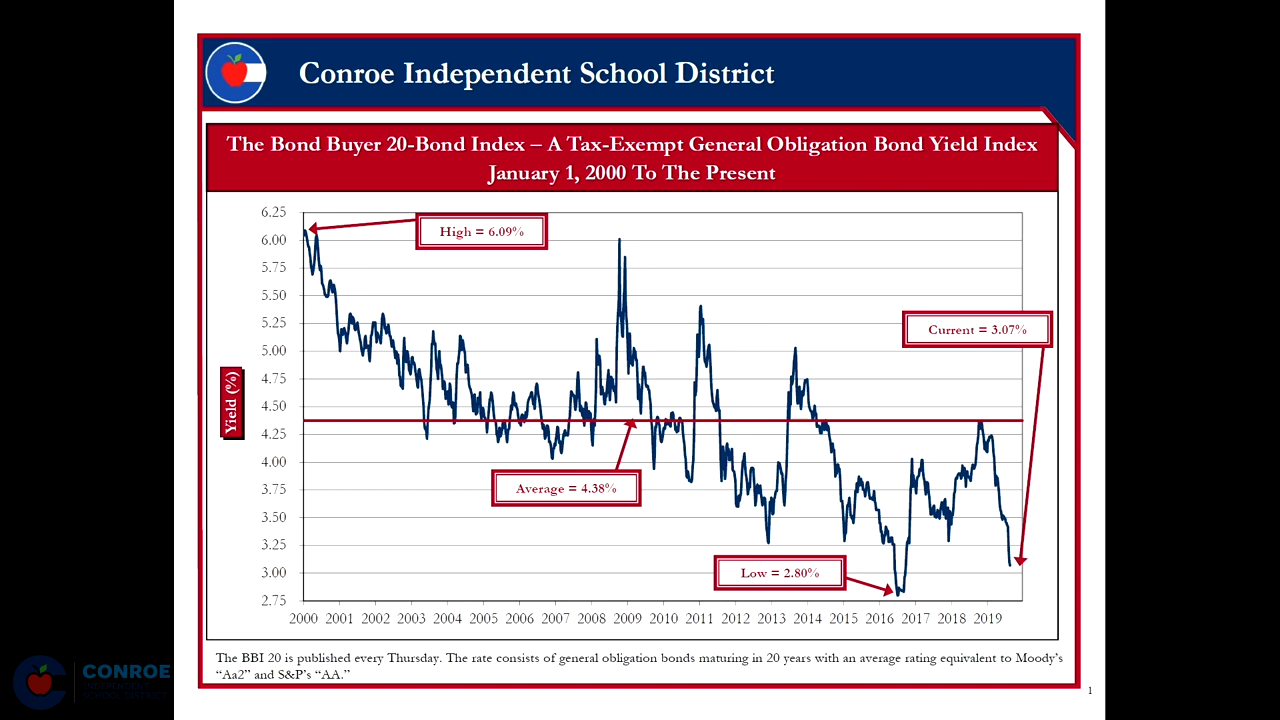 Conroe Independent School District
The Bond Buyer 20-Bond Index – A Tax-Exempt General Obligation Bond Yield Index
January 1, 2000 To The Present
6.25
6.00
5.75
5.50
5.25
5.00
4.75
4.50
4.25
4.00
3.75
3.50
3.25
3.00
2.75
Yield (%)
High = 6.09%
Current = 3.07%
Average = 4.38%
Low = 2.80%
2000 2001 2002 2003 2004 2005 2006 2007 2008 2009 2010 2011 2012 2013 2014 2015 2016 2017 2018 2019
The BBI 20 is published every Thursday. The rate consists of general obligation bonds maturing in 20 years with an average rating equivalent to Moody's
“Aa2” and S&P's “AA.”
CONROE
INDEPENDENT
SCHOOL DISTRICT
1